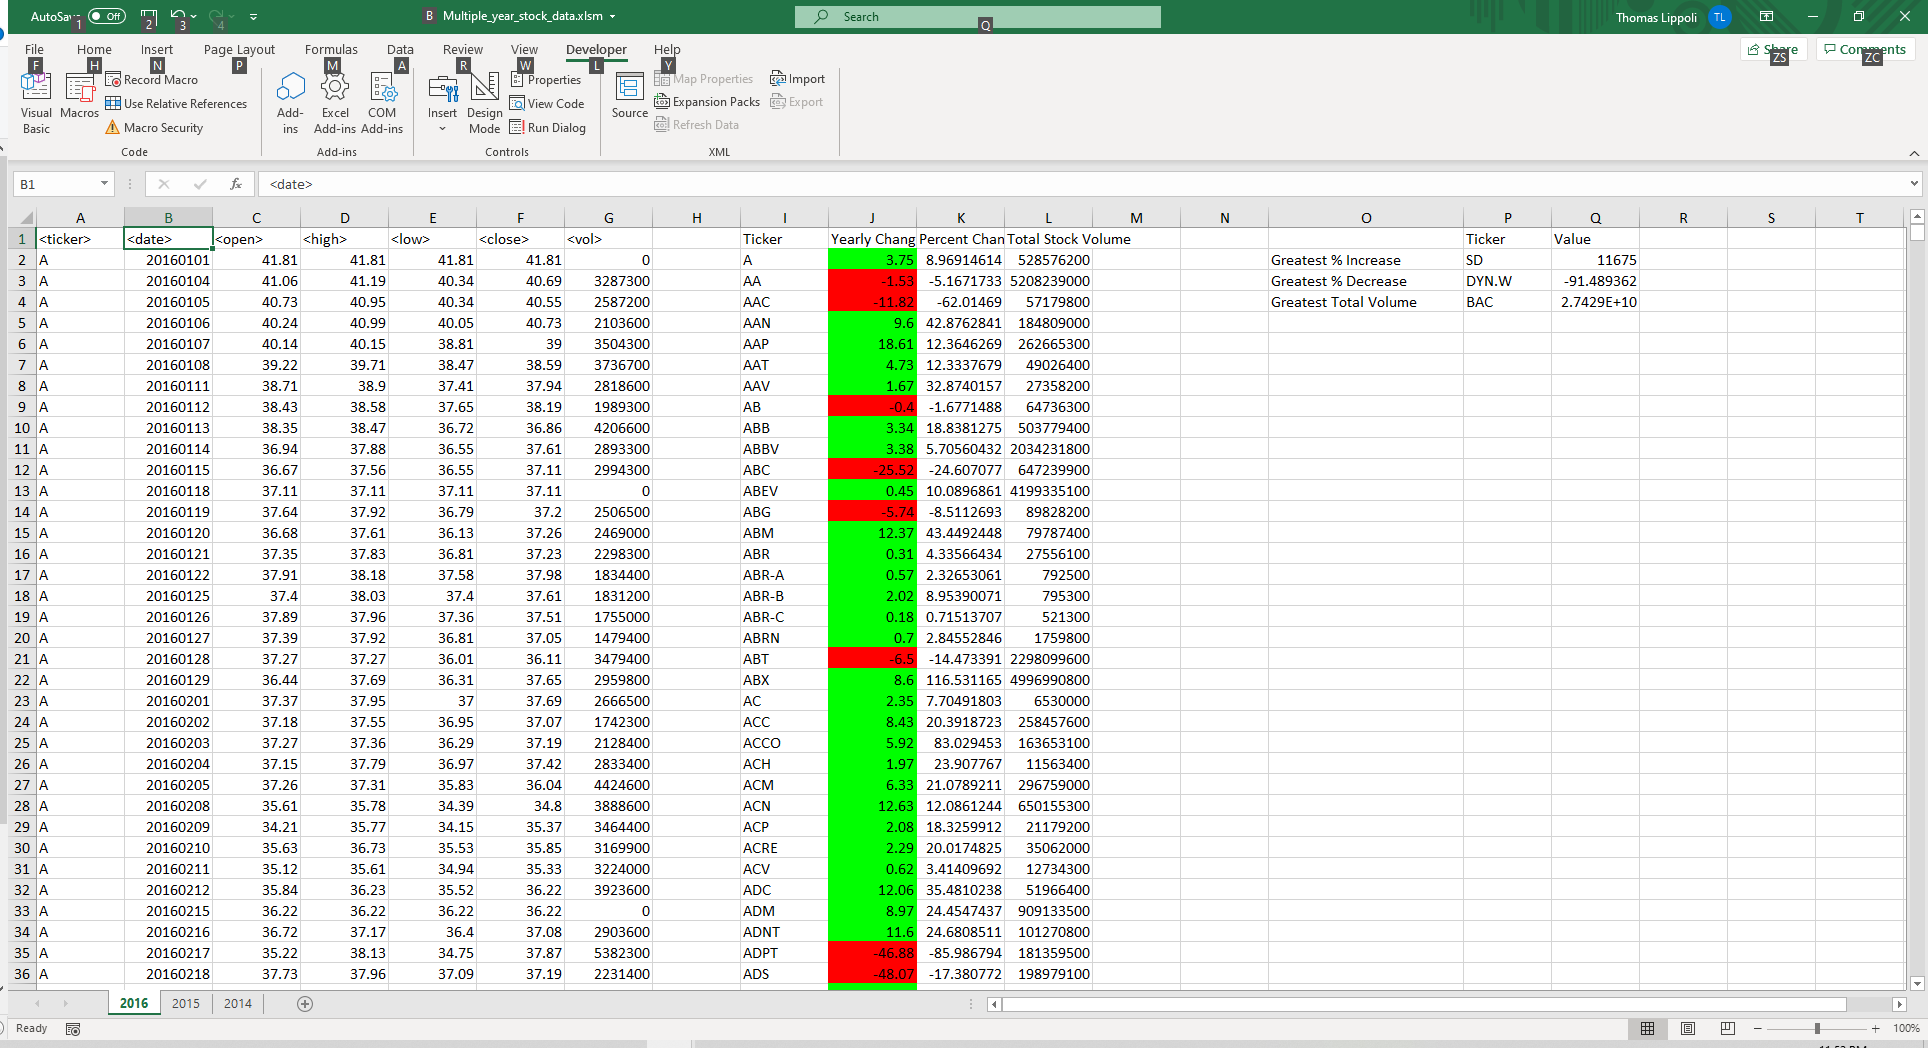 AutoSav Off 1 2 3 4 B Multiple_year_stock_data.xlsm Search Q Thomas Lippoli TL
File Home Insert Page Layout Formulas Data Review View Developer Help Share Comments
F H N P M A R W L Y ZS ZC
Visual Basic
Macros
Record Macro
Use Relative References
Macro Security
Code
Add-ins
Excel Add-ins
COM Add-ins
Add-ins
Insert
Design Mode
Properties
View Code
Run Dialog
Controls
Source
Map Properties
Expansion Packs
Refresh Data
Import
Export
XML
B1 fx <date>
A B C D E F G H I J K L M N O P Q R S T
1 <ticker> <date> <open> <high> <low> <close> <vol> Ticker Yearly Chang Percent Chan Total Stock Volume Ticker Value
2 A 20160101 41.81 41.81 41.81 41.81 0 A 3.75 8.96914614 528576200 Greatest % Increase SD 11675
3 A 20160104 41.06 41.19 40.34 40.69 3287300 AA -1.53 -5.1671733 5208239000 Greatest % Decrease DYN.W -91.489362
4 A 20160105 40.73 40.95 40.34 40.55 2587200 AAC -11.82 -62.01469 57179800 Greatest Total Volume BAC 2.7429E+10
5 A 20160106 40.24 40.99 40.05 40.73 2103600 AAN 9.6 42.8762841 184809000
6 A 20160107 40.14 40.15 38.81 39 3504300 AAP 18.61 12.3646269 262665300
7 A 20160108 39.22 39.71 38.47 38.59 3736700 AAT 4.73 12.3337679 49026400
8 A 20160111 38.71 38.9 37.41 37.94 2818600 AAV 1.67 32.8740157 27358200
9 A 20160112 38.43 38.58 37.65 38.19 1989300 AB -0.4 -1.6771488 64736300
10 A 20160113 38.35 38.47 36.72 36.86 4206600 ABB 3.34 18.8381275 503779400
11 A 20160114 36.94 37.88 36.55 37.61 2893300 ABBV 3.38 5.70560432 2034231800
12 A 20160115 36.67 37.56 36.55 37.11 2994300 ABC -25.52 -24.607077 647239900
13 A 20160118 37.11 37.11 37.11 37.11 0 ABEV 0.45 10.0896861 4199335100
14 A 20160119 37.64 37.92 36.79 37.2 2506500 ABG -5.74 -8.5112693 89828200
15 A 20160120 36.68 37.61 36.13 37.26 2469000 ABM 12.37 43.4492448 79787400
16 A 20160121 37.35 37.83 36.81 37.23 2298300 ABR 0.31 4.33566434 27556100
17 A 20160122 37.91 38.18 37.58 37.98 1834400 ABR-A 0.57 2.32653061 792500
18 A 20160125 37.4 38.03 37.4 37.61 1831200 ABR-B 2.02 8.95390071 795300
19 A 20160126 37.89 37.96 37.36 37.51 1755000 ABR-C 0.18 0.71513707 521300
20 A 20160127 37.39 37.92 36.81 37.05 1479400 ABRN 0.7 2.84552846 1759800
21 A 20160128 37.27 37.27 36.01 36.11 3479400 ABT -6.5 -14.473391 2298099600
22 A 20160129 36.44 37.69 36.31 37.65 2959800 ABX 8.6 116.531165 4996990800
23 A 20160201 37.37 37.95 37 37.69 2666500 AC 2.35 7.70491803 6530000
24 A 20160202 37.18 37.55 36.95 37.07 1742300 ACC 8.43 20.3918723 258457600
25 A 20160203 37.27 37.36 36.29 37.19 2128400 ACCO 5.92 83.029453 163653100
26 A 20160204 37.15 37.79 36.97 37.42 2833400 ACH 1.97 23.907767 11563400
27 A 20160205 37.26 37.31 35.83 36.04 4424600 ACM 6.33 21.0789211 296759000
28 A 20160208 35.61 35.78 34.39 34.8 3888600 ACN 12.63 12.0861244 650155300
29 A 20160209 34.21 35.77 34.15 35.37 3464400 ACP 2.08 18.3259912 21179200
30 A 20160210 35.63 36.73 35.53 35.85 3169900 ACRE 2.29 20.0174825 35062000
31 A 20160211 35.12 35.61 34.94 35.33 3224000 ACV 0.62 3.41409692 12734300
32 A 20160212 35.84 36.23 35.52 36.22 3923600 ADC 12.06 35.4810238 51966400
33 A 20160215 36.22 36.22 36.22 36.22 0 ADM 8.97 24.4547437 909133500
34 A 20160216 36.72 37.17 36.4 37.08 2903600 ADNT 11.6 24.6808511 101270800
35 A 20160217 35.22 38.13 34.75 37.87 5382300 ADPT -46.88 -85.986794 181359500
36 A 20160218 37.73 37.96 37.09 37.19 2231400 ADS -48.07 -17.380772 198979100
2016 2015 2014
Ready 100%